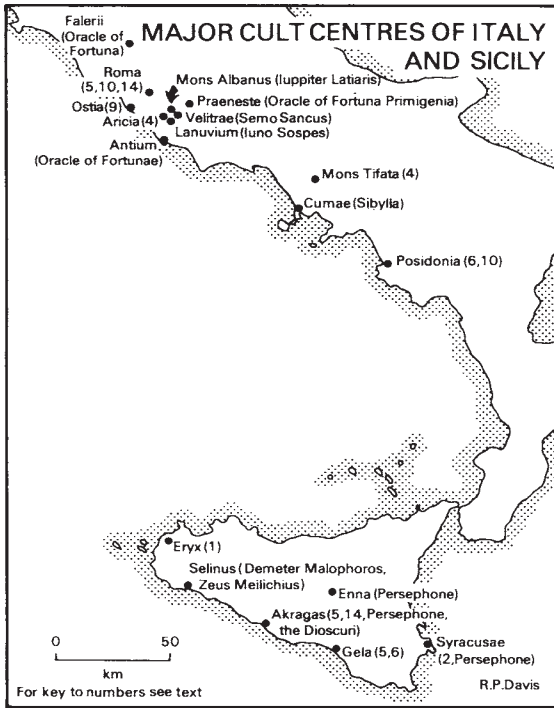 MAJOR CULT CENTRES OF ITALY
AND SICILY
Falerii
(Oracle of
Fortuna)
Roma
(5,10,14)
Mons Albanus (Iuppiter Latiaris)
Ostia (9)
Praeneste (Oracle of Fortuna Primigenia)
Aricia (4)
Velitrae (Semo Sancus)
Lanuvium (Iuno Sospes)
Antium
(Oracle of Fortunae)
Mons Tifata (4)
Cumae (Sibylla)
Posidonia (6,10)
Eryx (1)
Selinus (Demeter Malophoros,
Zeus Meilichius)
Enna (Persephone)
Akragas (5,14,Persephone,
the Dioscuri)
Gela (5,6)
Syracusae
(2,Persephone)
0 50
km
For key to numbers see text
R.P.Davis